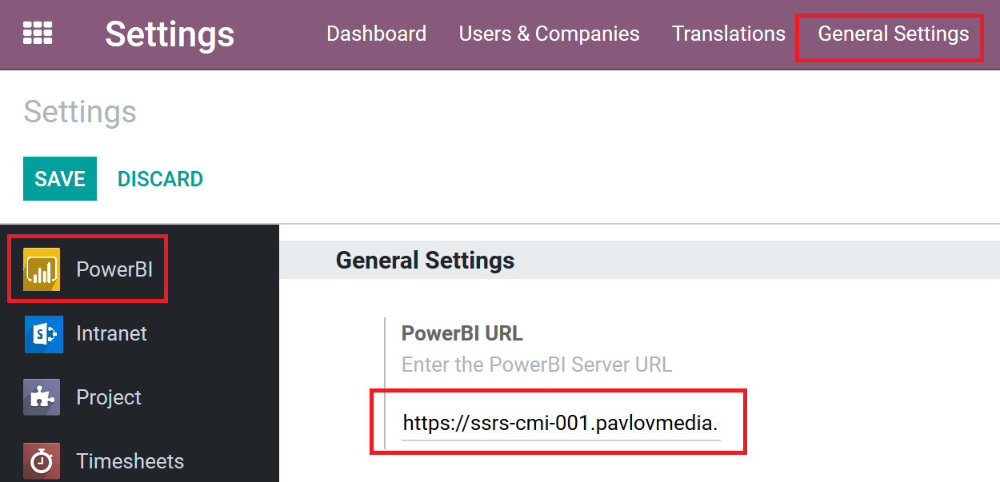 Settings Dashboard Users & Companies Translations General Settings
Settings
SAVE DISCARD
PowerBI
Intranet
Project
Timesheets
General Settings
PowerBI URL
Enter the PowerBI Server URL
https://ssrs-cmi-001.pavlovmedia.